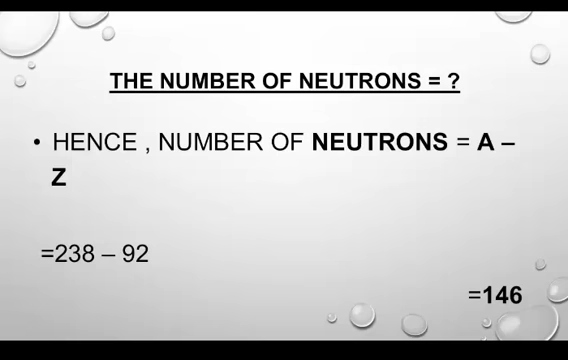 THE NUMBER OF NEUTRONS = ?
• HENCE , NUMBER OF NEUTRONS = A –
Z
=238 – 92
=146